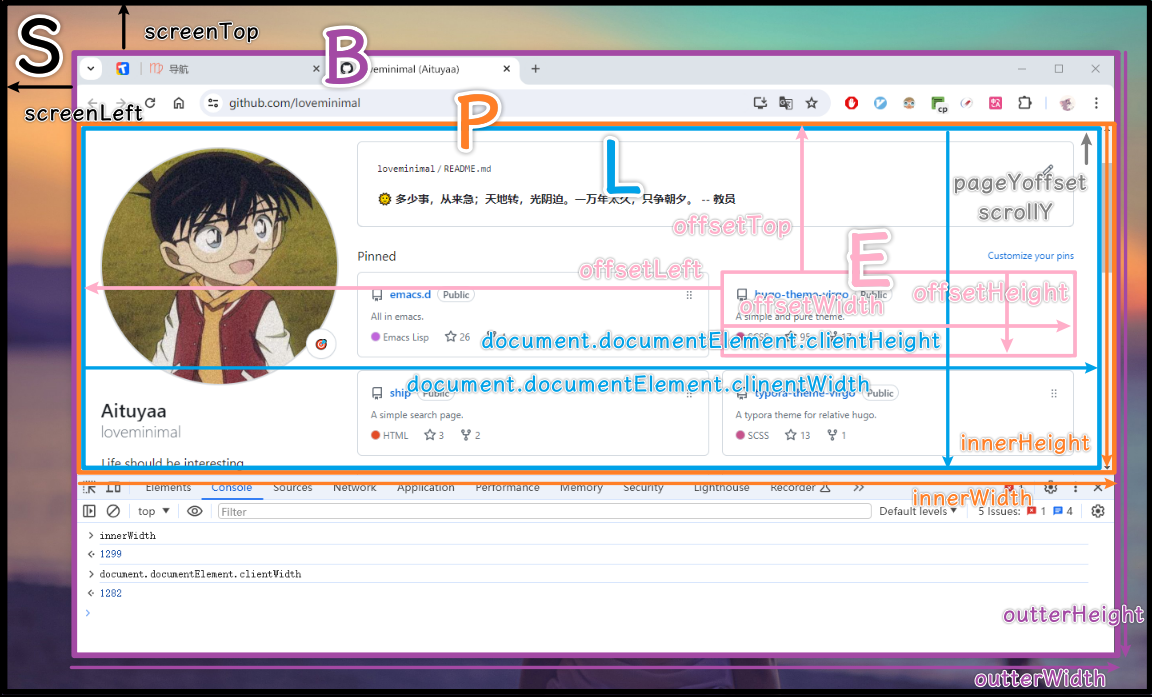 S
screenTop
B
导航
loveminimal (Aituyaa)
screenLeft
github.com/loveminimal
P
L
loveminimal / README.md
多少事，从来急；天地转，光阴迫。一万年太久，只争朝夕。 -- 教员
pageYoffset
scrollY
offsetTop
E
Pinned
Customize your pins
offsetLeft
emacs.d Public
hugo-theme-virgo Public
offsetHeight
offsetWidth
All in emacs.
A simple and pure theme.
Emacs Lisp 26
SCSS 95 17
document.documentElement.clientHeight
document.documentElement.clinentWidth
ship Public
typora-theme-virgo Public
A simple search page.
A typora theme for relative hugo.
HTML 3 2
SCSS 13 1
Aituyaa
loveminimal
Life should be interesting
innerHeight
Elements Console Sources Network Application Performance Memory Security Lighthouse Recorder
innerWidth
top Filter Default levels 5 Issues: 1 4
innerWidth
1299
document.documentElement.clientWidth
1282
outterHeight
outterWidth